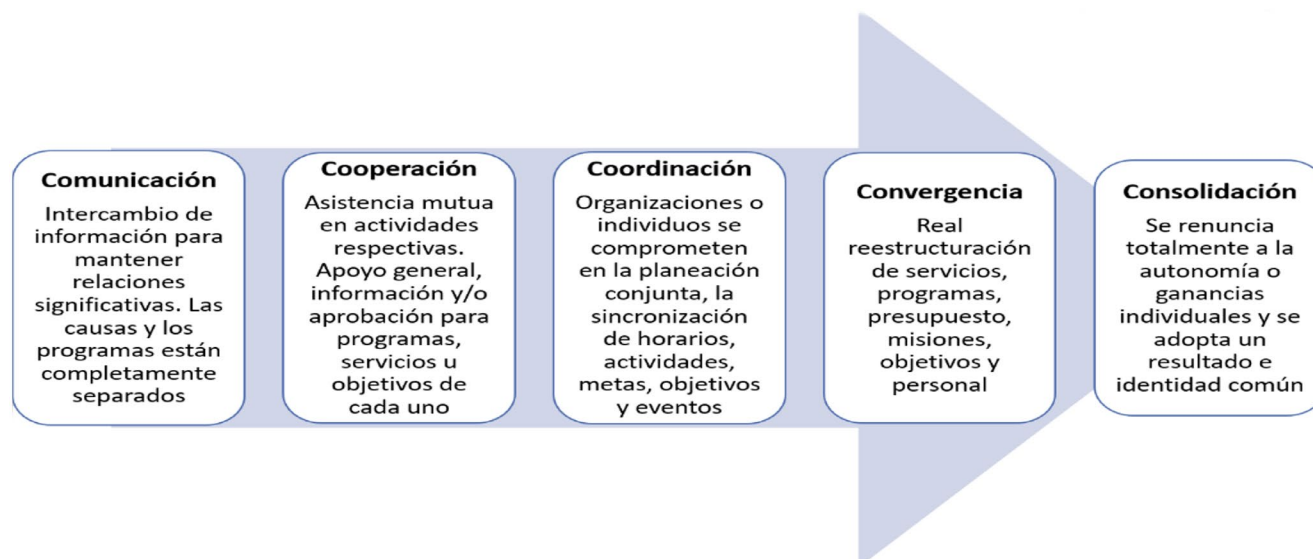 Comunicación
Intercambio de
información para
mantener
relaciones
significativas. Las
causas y los
programas están
completamente
separados
Cooperación
Asistencia mutua
en actividades
respectivas.
Apoyo general,
información y/o
aprobación para
programas,
servicios u
objetivos de
cada uno
Coordinación
Organizaciones o
individuos se
comprometen
en la planeación
conjunta, la
sincronización
de horarios,
actividades,
metas, objetivos
y eventos
Convergencia
Real
reestructuración
de servicios,
programas,
presupuesto,
misiones,
objetivos y
personal
Consolidación
Se renuncia
totalmente a la
autonomía o
ganancias
individuales y se
adopta un
resultado e
identidad común